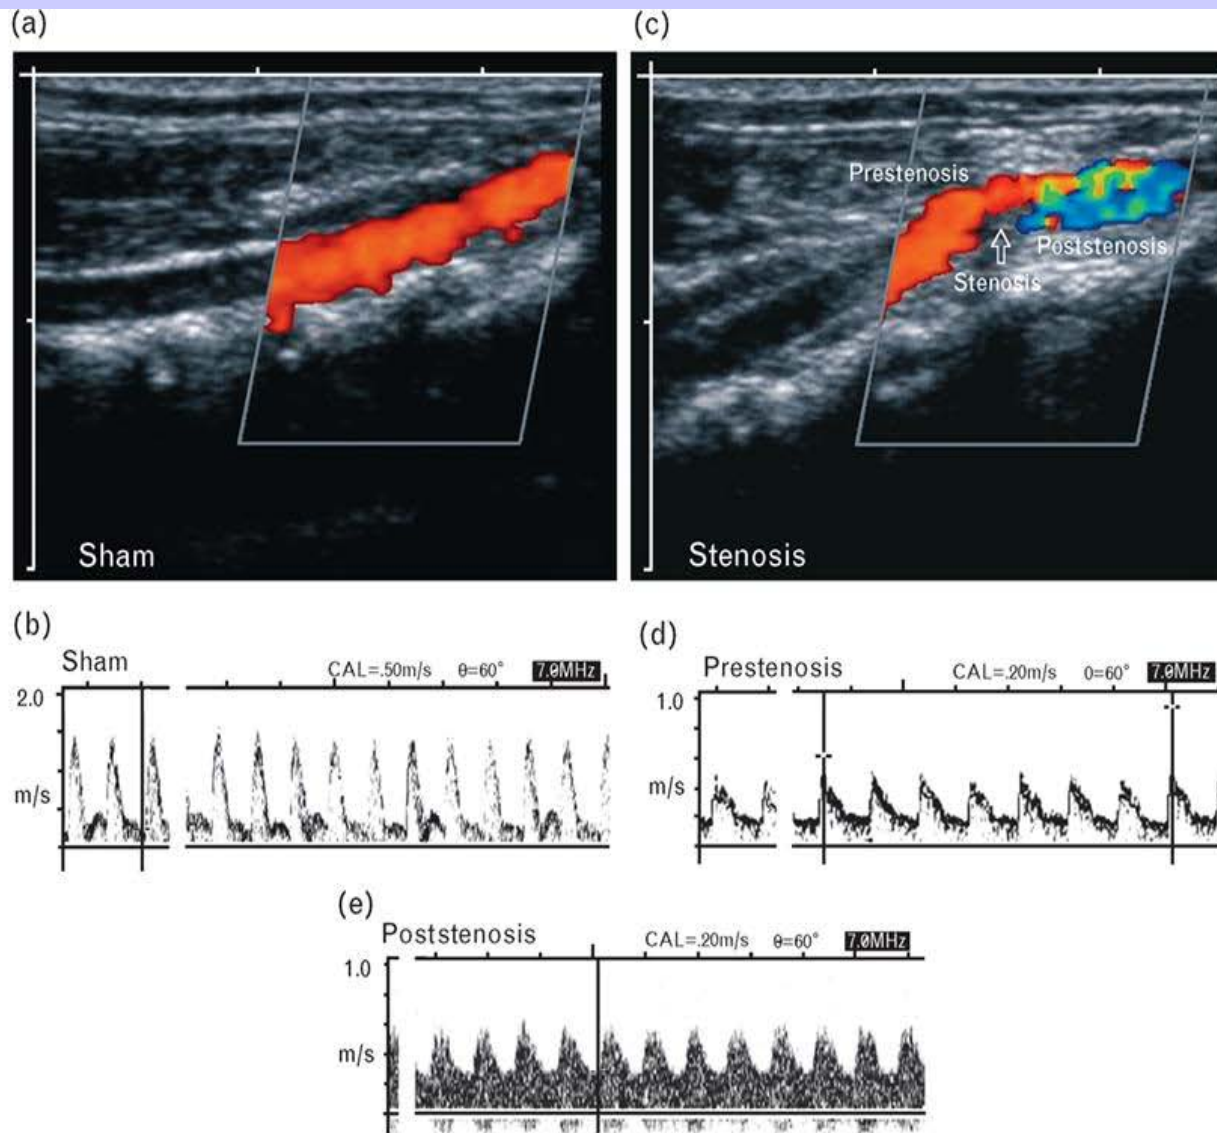 (a)
Sham
(c)
Prestenosis
Poststenosis
Stenosis
Stenosis
(b)
Sham
CAL=.50m/s θ=60° 7.0MHz
2.0
m/s
(d)
Prestenosis
CAL=.20m/s 0=60° 7.0MHz
1.0
m/s
(e)
Poststenosis
CAL=.20m/s θ=60° 7.0MHz
1.0
m/s